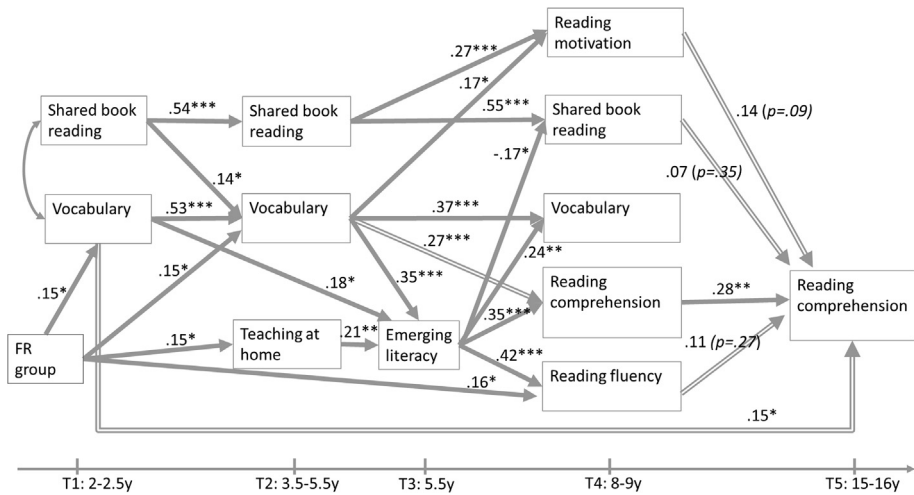 Reading
motivation
.27***
.17*
Shared book
reading
.54***
Shared book
reading
.55***
Shared book
reading
.14 (p=.09)
-.17*
.07 (p=.35)
.14*
Vocabulary
.53***
Vocabulary
.37***
Vocabulary
.27***
.24**
.15*
.15*
.18*
.35***
Reading
comprehension
.28**
Reading
comprehension
.35***
FR
group
.15*
Teaching at
home
.21**
Emerging
literacy
.11 (p=.27)
.42***
.16*
Reading fluency
.15*
T1: 2-2.5y
T2: 3.5-5.5y
T3: 5.5y
T4: 8-9y
T5: 15-16y